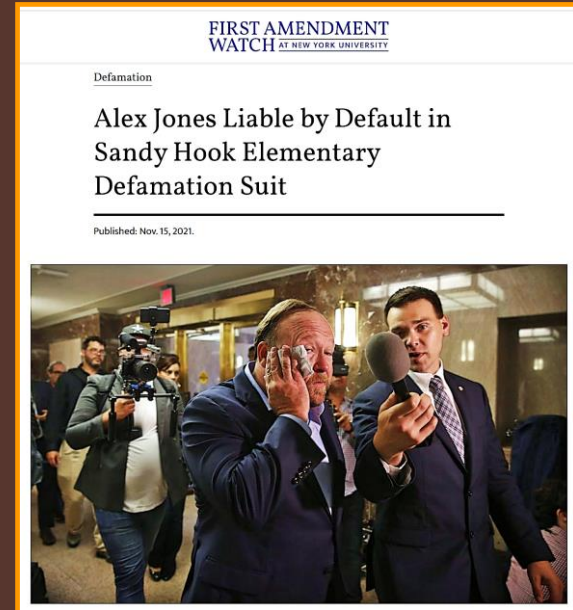 FIRST AMENDMENT
WATCH AT NEW YORK UNIVERSITY
Defamation
Alex Jones Liable by Default in
Sandy Hook Elementary
Defamation Suit
Published: Nov. 15, 2021.